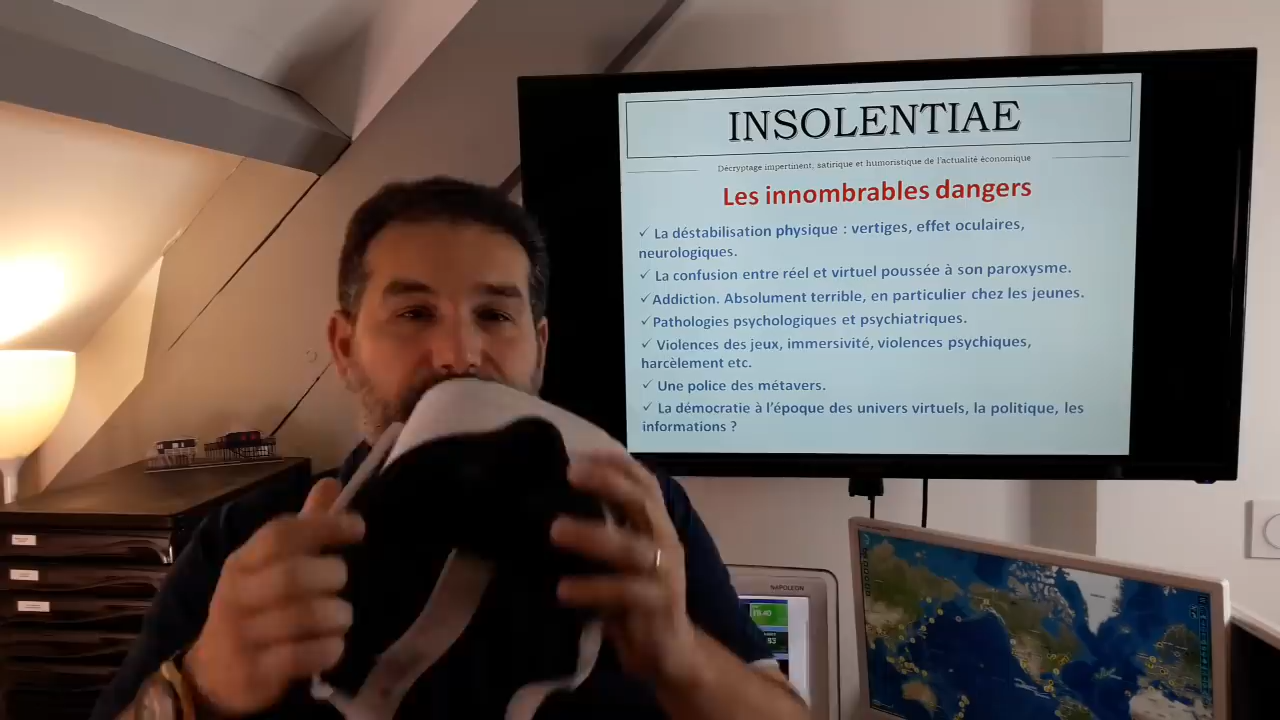 INSOLENTIAE
Décryptage impertinent, satirique et humoristique de l'actualité économique
Les innombrables dangers
✓ La déstabilisation physique : vertiges, effet oculaires,
neurologiques.
✓ La confusion entre réel et virtuel poussée à son paroxysme.
✓ Addiction. Absolument terrible, en particulier chez les jeunes.
✓ Pathologies psychologiques et psychiatriques.
✓ Violences des jeux, immersivité, violences psychiques,
harcèlement etc.
✓ Une police des métavers.
✓ La démocratie à l'époque des univers virtuels, la politique, les
informations ?
NAPOLEON